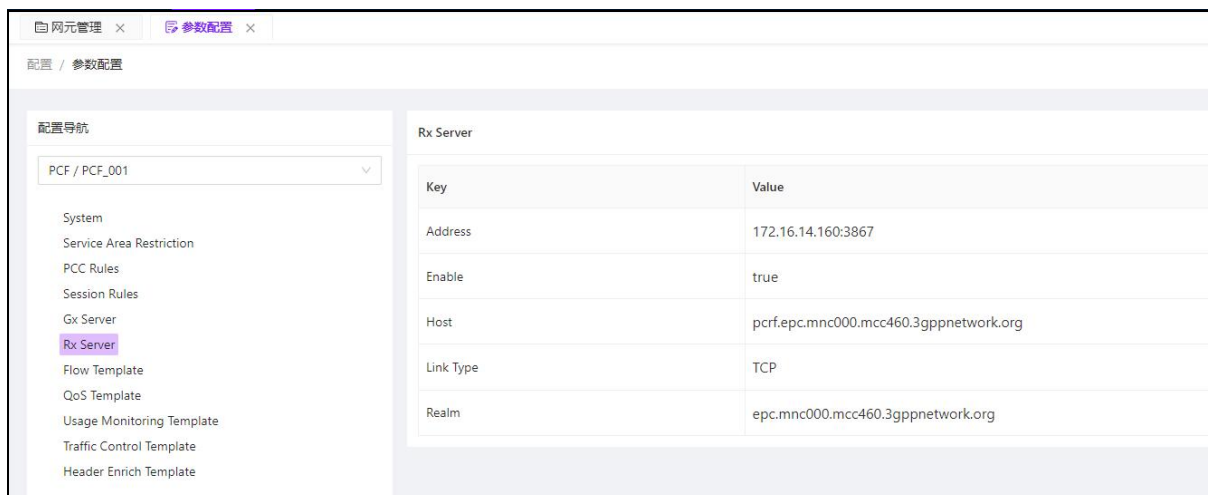 网元管理 参数配置
配置 / 参数配置
配置导航
PCF / PCF_001
System
Service Area Restriction
PCC Rules
Session Rules
Gx Server
Rx Server
Flow Template
QoS Template
Usage Monitoring Template
Traffic Control Template
Header Enrich Template
Rx Server
Key Value
Address 172.16.14.160:3867
Enable true
Host pcrf.epc.mnc000.mcc460.3gppnetwork.org
Link Type TCP
Realm epc.mnc000.mcc460.3gppnetwork.org